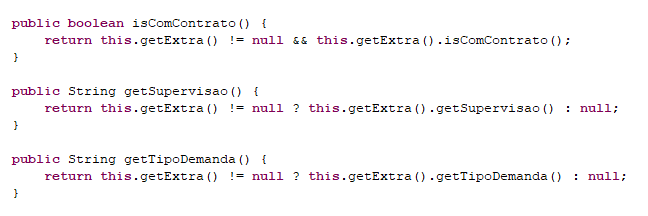 public boolean isComContrato() {
    return this.getExtra() != null && this.getExtra().isComContrato();
}

public String getSupervisao() {
    return this.getExtra() != null ? this.getExtra().getSupervisao() : null;
}

public String getTipoDemanda() {
    return this.getExtra() != null ? this.getExtra().getTipoDemanda() : null;
}